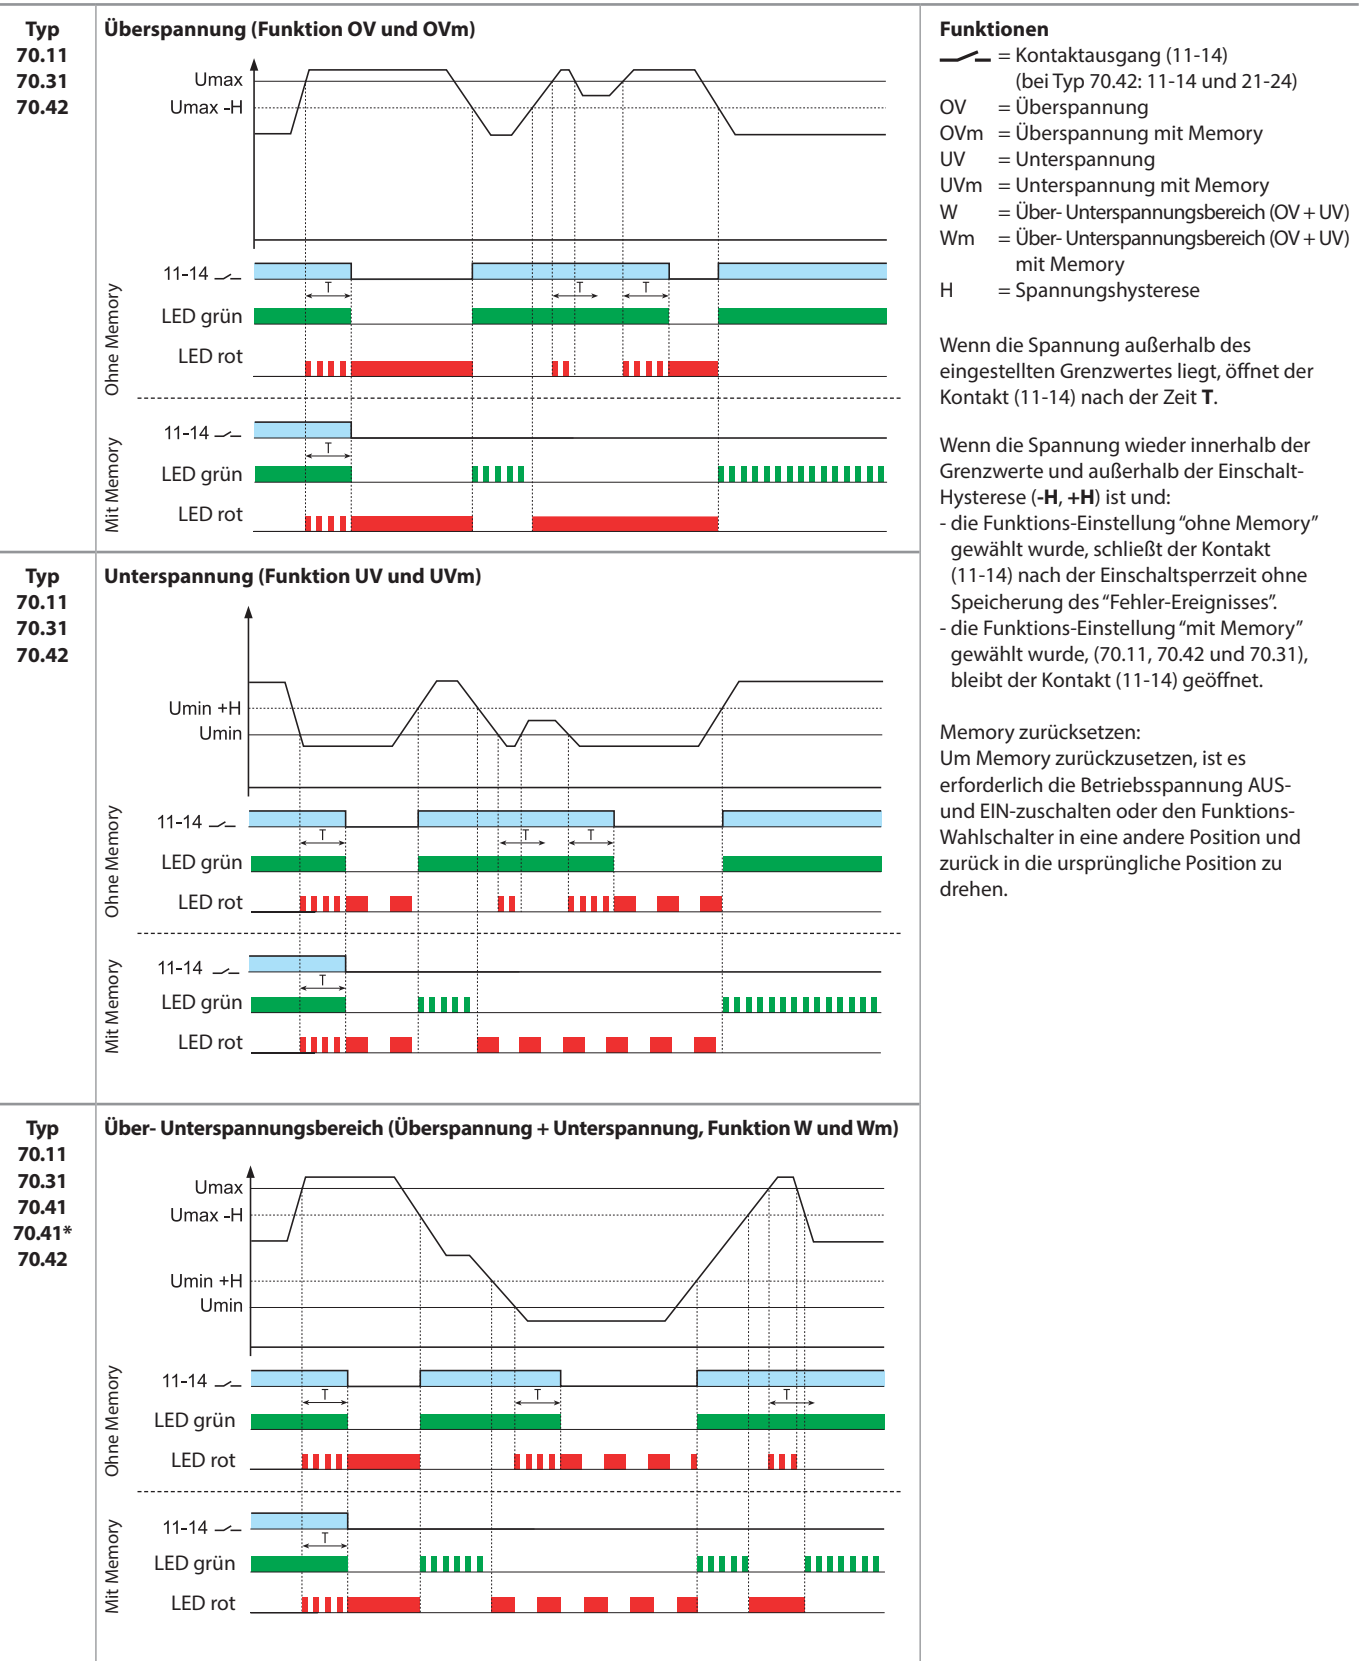 Typ
70.11
70.31
70.42
Überspannung (Funktion OV und OVm)
Umax
Umax -H
Ohne Memory
11-14
T
T
T
LED grün
LED rot
Mit Memory
11-14
T
LED grün
LED rot
Typ
70.11
70.31
70.42
Unterspannung (Funktion UV und UVm)
Umin +H
Umin
Ohne Memory
11-14
T
T
T
LED grün
LED rot
Mit Memory
11-14
T
LED grün
LED rot
Typ
70.11
70.31
70.41
70.41*
70.42
Über- Unterspannungsbereich (Überspannung + Unterspannung, Funktion W und Wm)
Umax
Umax -H
Umin +H
Umin
Ohne Memory
11-14
T
T
T
LED grün
LED rot
Mit Memory
11-14
T
LED grün
LED rot
Funktionen
= Kontaktausgang (11-14)
(bei Typ 70.42: 11-14 und 21-24)
OV = Überspannung
OVm = Überspannung mit Memory
UV = Unterspannung
UVm = Unterspannung mit Memory
W = Über- Unterspannungsbereich (OV + UV)
Wm = Über- Unterspannungsbereich (OV + UV)
mit Memory
H = Spannungshysterese
Wenn die Spannung außerhalb des
eingestellten Grenzwertes liegt, öffnet der
Kontakt (11-14) nach der Zeit T.
Wenn die Spannung wieder innerhalb der
Grenzwerte und außerhalb der Einschalt-
Hysterese (-H, +H) ist und:
- die Funktions-Einstellung “ohne Memory”
gewählt wurde, schließt der Kontakt
(11-14) nach der Einschaltsperrzeit ohne
Speicherung des “Fehler-Ereignisses”.
- die Funktions-Einstellung “mit Memory”
gewählt wurde, (70.11, 70.42 und 70.31),
bleibt der Kontakt (11-14) geöffnet.
Memory zurücksetzen:
Um Memory zurückzusetzen, ist es
erforderlich die Betriebsspannung AUS-
und EIN-zuschalten oder den Funktions-
Wahlschalter in eine andere Position und
zurück in die ursprüngliche Position zu
drehen.